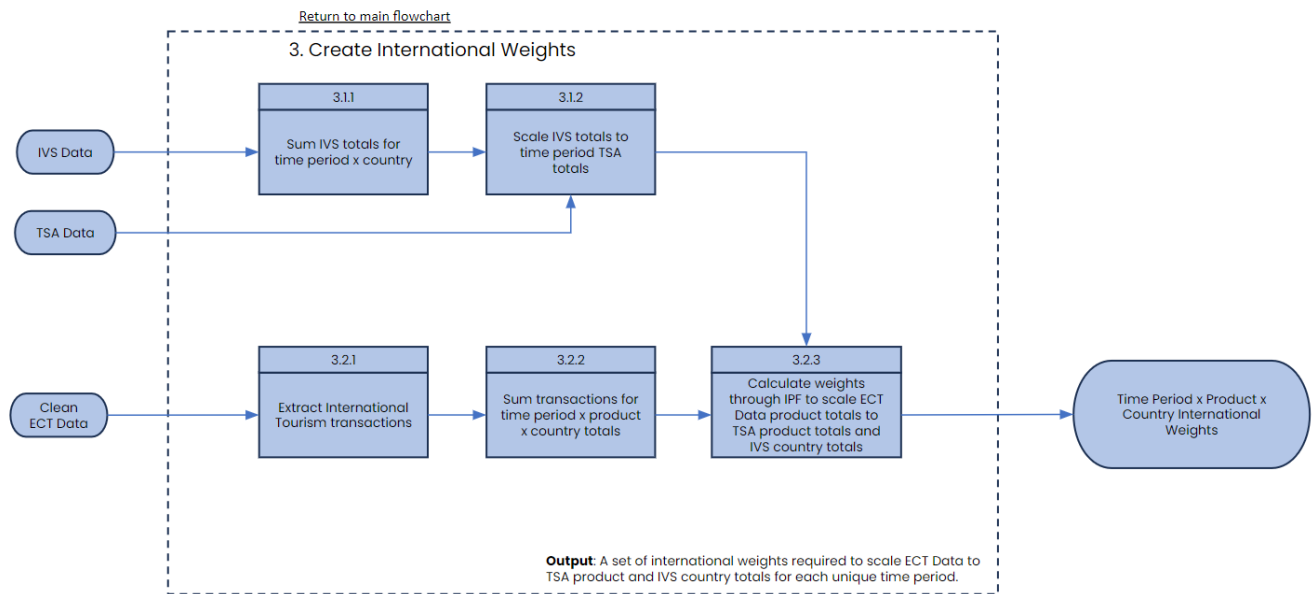 Return to main flowchart
3. Create International Weights
3.1.1
Sum IVS totals for
time period x country
3.1.2
Scale IVS totals to
time period TSA
totals
IVS Data
TSA Data
Clean
ECT Data
3.2.1
Extract International
Tourism transactions
3.2.2
Sum transactions for
time period x product
x country totals
3.2.3
Calculate weights
through IPF to scale ECT
Data product totals to
TSA product totals and
IVS country totals
Time Period x Product x
Country International
Weights
Output: A set of international weights required to scale ECT Data to
TSA product and IVS country totals for each unique time period.